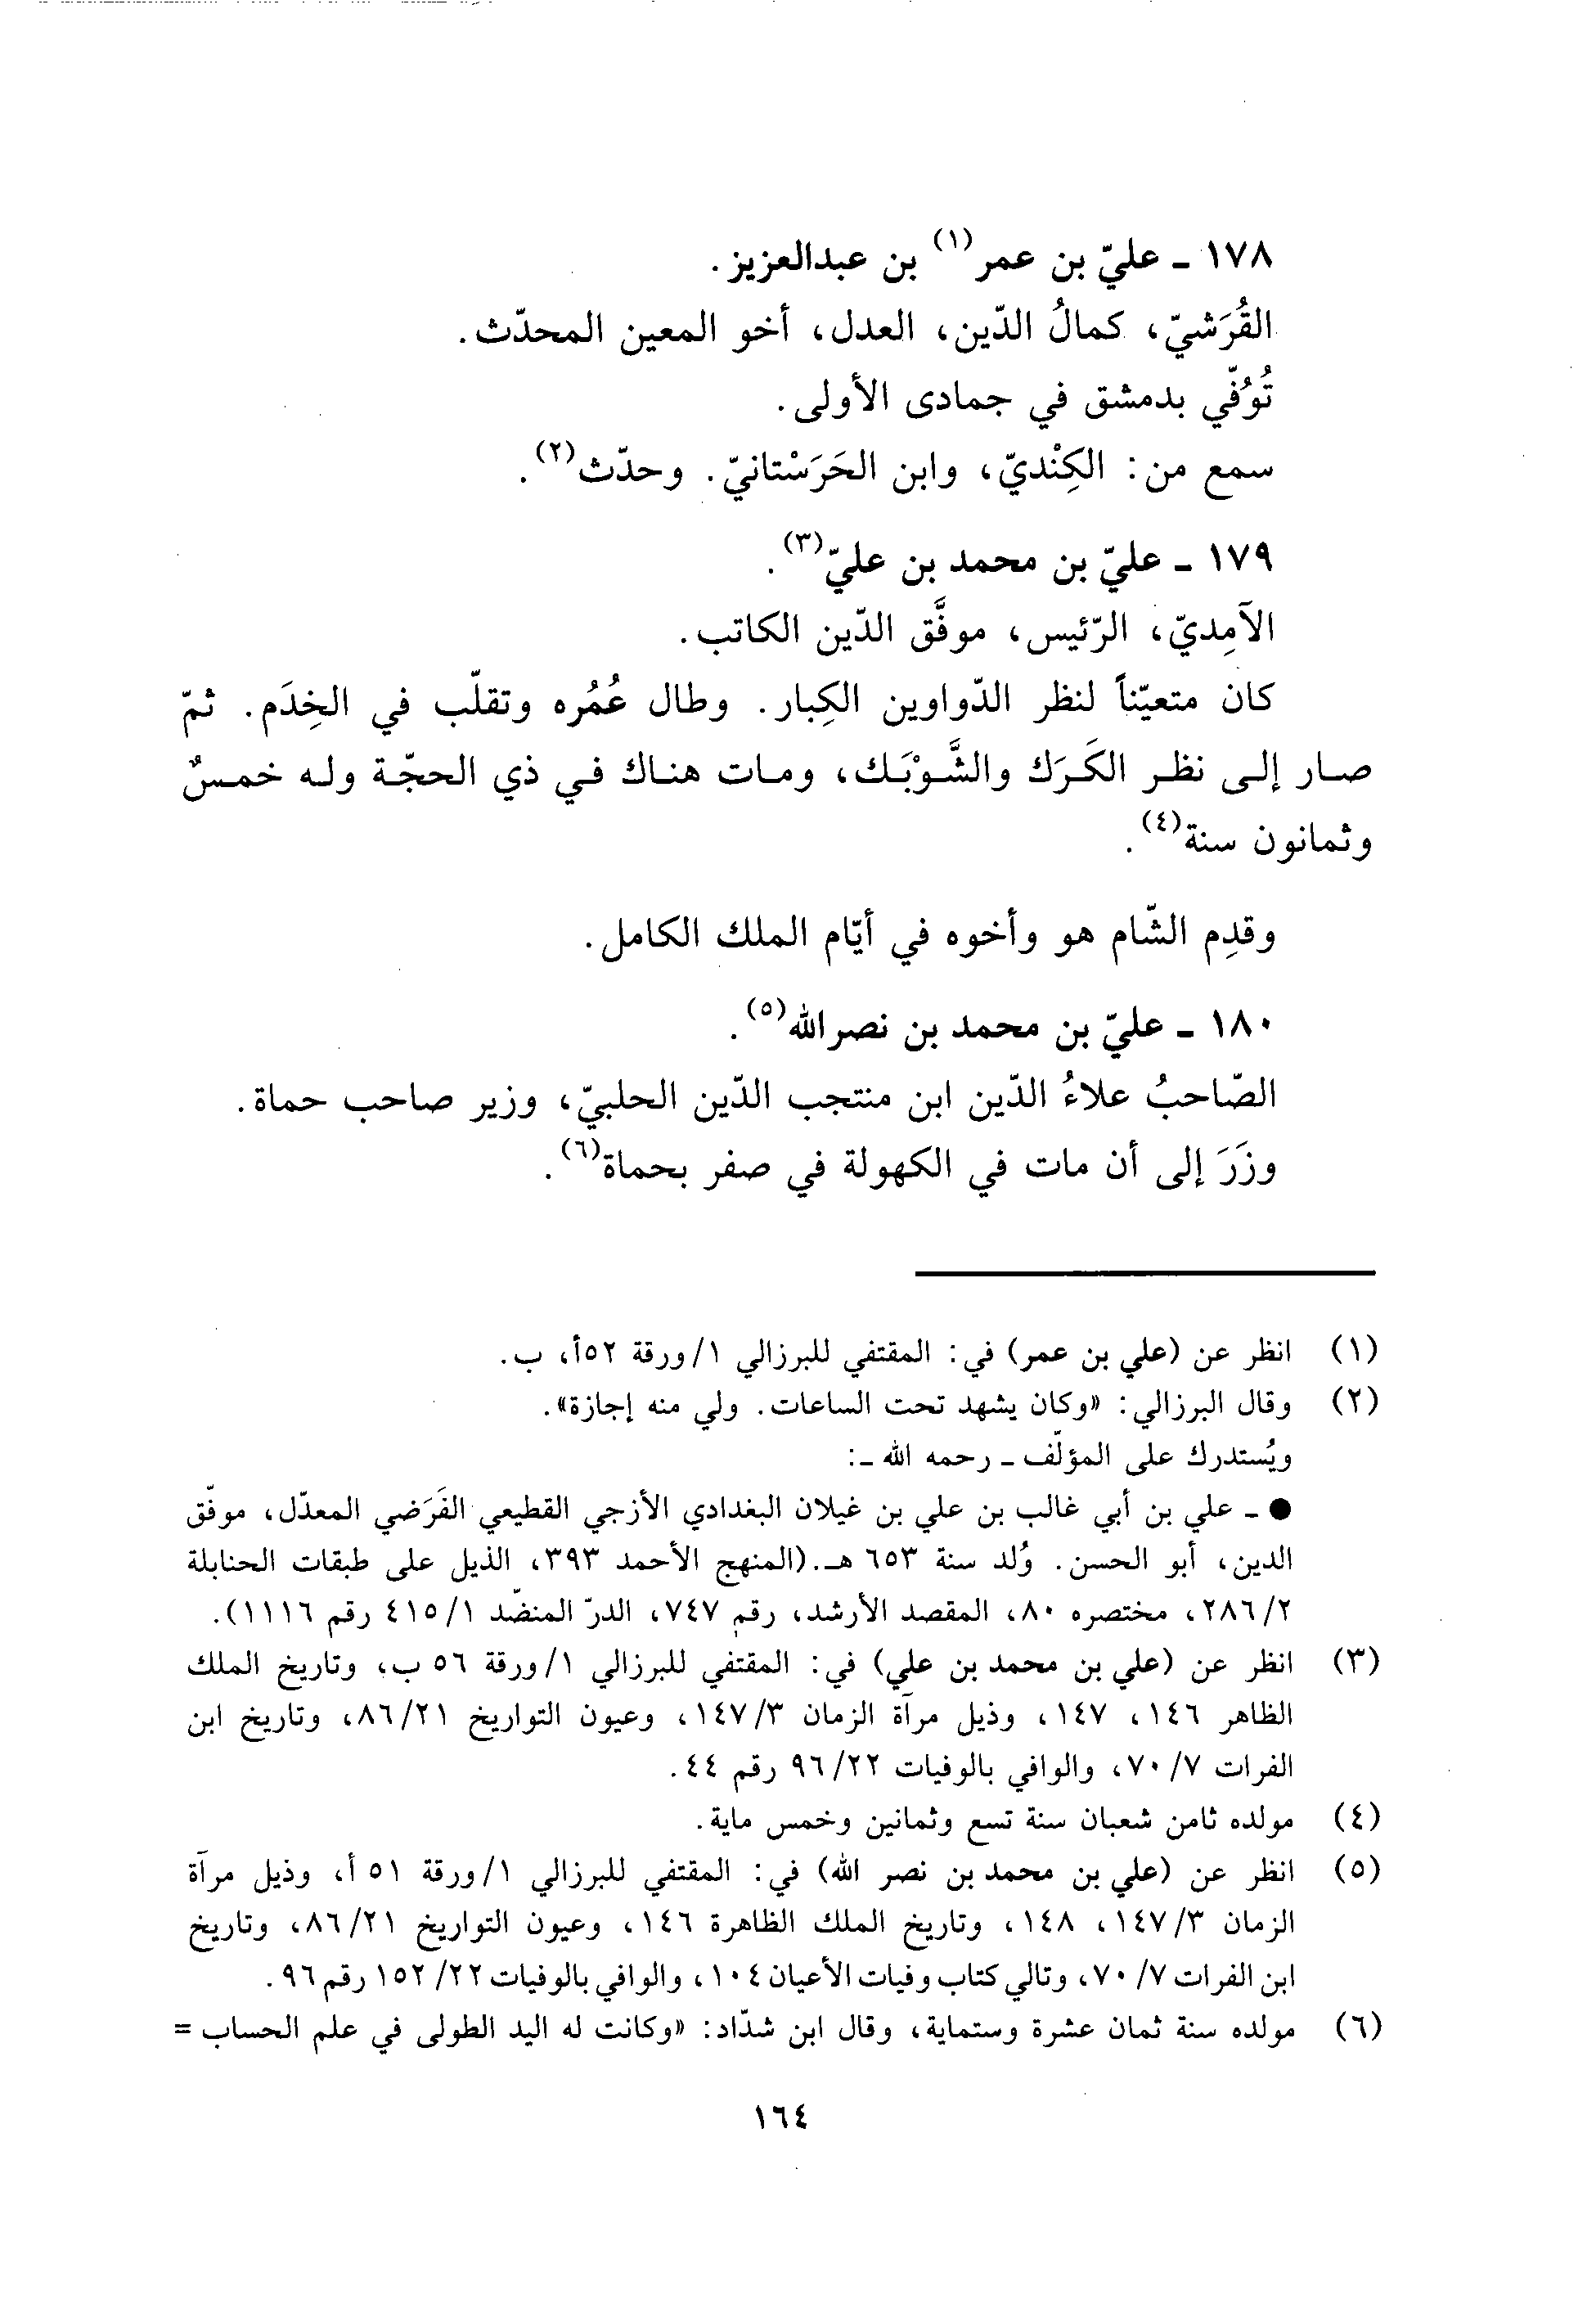 ١٧٨ ـ عليّ بن عمر(١) بن عبدالعزيز.
القُرَشيّ، كمالُ الدّين، العدل، أخو المعين المحدّث.
تُوُفّي بدمشق في جمادى الأولى.
سمع من: الكِنْديّ، وابن الحَرَسْتانيّ. وحدّث(٢).
١٧٩ ـ عليّ بن محمد بن عليّ(٣).
الآمِديّ، الرّئيس، موفَّق الدّين الكاتب.
كان متعيّناً لنظر الدّواوين الكِبار. وطال عُمُره وتقلّب في الخِدَم. ثمّ
صار إلى نظر الكَرَك والشَّوْبَك، ومات هناك في ذي الحجّة وله خمسٌ
وثمانون سنة(٤).
وقدِم الشّام هو وأخوه في أيّام الملك الكامل.
١٨٠ ـ عليّ بن محمد بن نصرالله(٥).
الصّاحبُ علاءُ الدّين ابن منتجب الدّين الحلبيّ، وزير صاحب حماة.
وزَرَ إلى أن مات في الكهولة في صفر بحماة(٦).
(١) انظر عن (علي بن عمر) في: المقتفي للبرزالي ١/ورقة ٥٢أ، ب.
(٢) وقال البرزالي: «وكان يشهد تحت الساعات. ولي منه إجازة».
ويُستدرك على المؤلّف ـ رحمه الله ـ:
● ـ علي بن أبي غالب بن علي بن غيلان البغدادي الأزجي القطيعي الفَرَضي المعدّل، موفّق
الدين، أبو الحسن. وُلد سنة ٦٥٣ هـ.(المنهج الأحمد ٣٩٣، الذيل على طبقات الحنابلة
٢٨٦/٢، مختصره ٨٠، المقصد الأرشد، رقم ٧٤٧، الدرّ المنضّد ٤١٥/١ رقم ١١١٦).
(٣) انظر عن (علي بن محمد بن علي) في: المقتفي للبرزالي ١/ورقة ٥٦ ب، وتاريخ الملك
الظاهر ١٤٦، ١٤٧، وذيل مرآة الزمان ١٤٧/٣، وعيون التواريخ ٨٦/٢١، وتاريخ ابن
الفرات ٧٠/٧، والوافي بالوفيات ٩٦/٢٢ رقم ٤٤.
(٤) مولده ثامن شعبان سنة تسع وثمانين وخمس ماية.
(٥) انظر عن (علي بن محمد بن نصر الله) في: المقتفي للبرزالي ١/ورقة ٥١ أ، وذيل مرآة
الزمان ١٤٧/٣، ١٤٨، وتاريخ الملك الظاهرة ١٤٦، وعيون التواريخ ٨٦/٢١، وتاريخ
ابن الفرات ٧٠/٧، وتالي كتاب وفيات الأعيان ١٠٤، والوافي بالوفيات ١٥٢/٢٢ رقم ٩٦.
(٦) مولده سنة ثمان عشرة وستماية، وقال ابن شدّاد: «وكانت له اليد الطولى في علم الحساب =
١٦٤